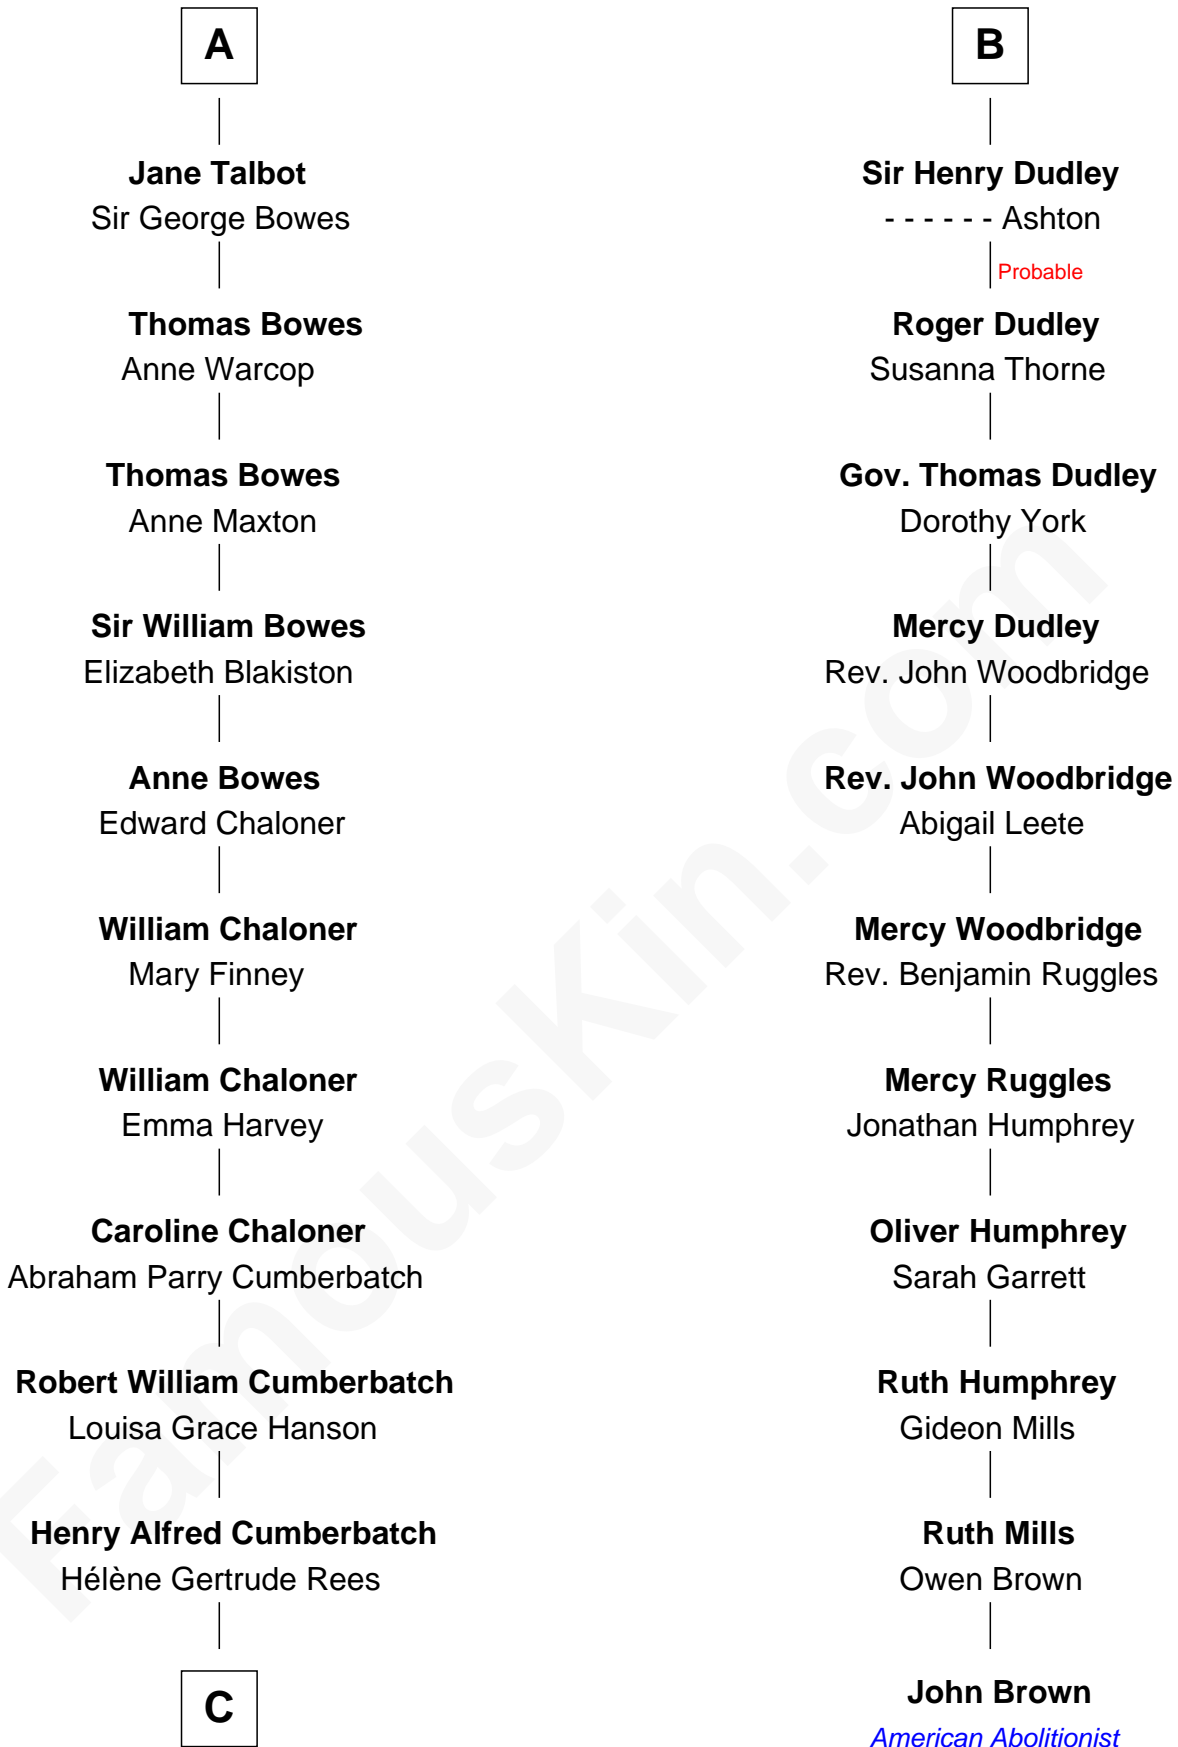 A
Jane Talbot
Sir George Bowes
Thomas Bowes
Anne Warcop
Thomas Bowes
Anne Maxton
Sir William Bowes
Elizabeth Blakiston
Anne Bowes
Edward Chaloner
William Chaloner
Mary Finney
William Chaloner
Emma Harvey
Caroline Chaloner
Abraham Parry Cumberbatch
Robert William Cumberbatch
Louisa Grace Hanson
Henry Alfred Cumberbatch
Hélène Gertrude Rees
C
B
Sir Henry Dudley
- - - - - - Ashton
Probable
Roger Dudley
Susanna Thorne
Gov. Thomas Dudley
Dorothy York
Mercy Dudley
Rev. John Woodbridge
Rev. John Woodbridge
Abigail Leete
Mercy Woodbridge
Rev. Benjamin Ruggles
Mercy Ruggles
Jonathan Humphrey
Oliver Humphrey
Sarah Garrett
Ruth Humphrey
Gideon Mills
Ruth Mills
Owen Brown
John Brown
American Abolitionist
FamousKin.com